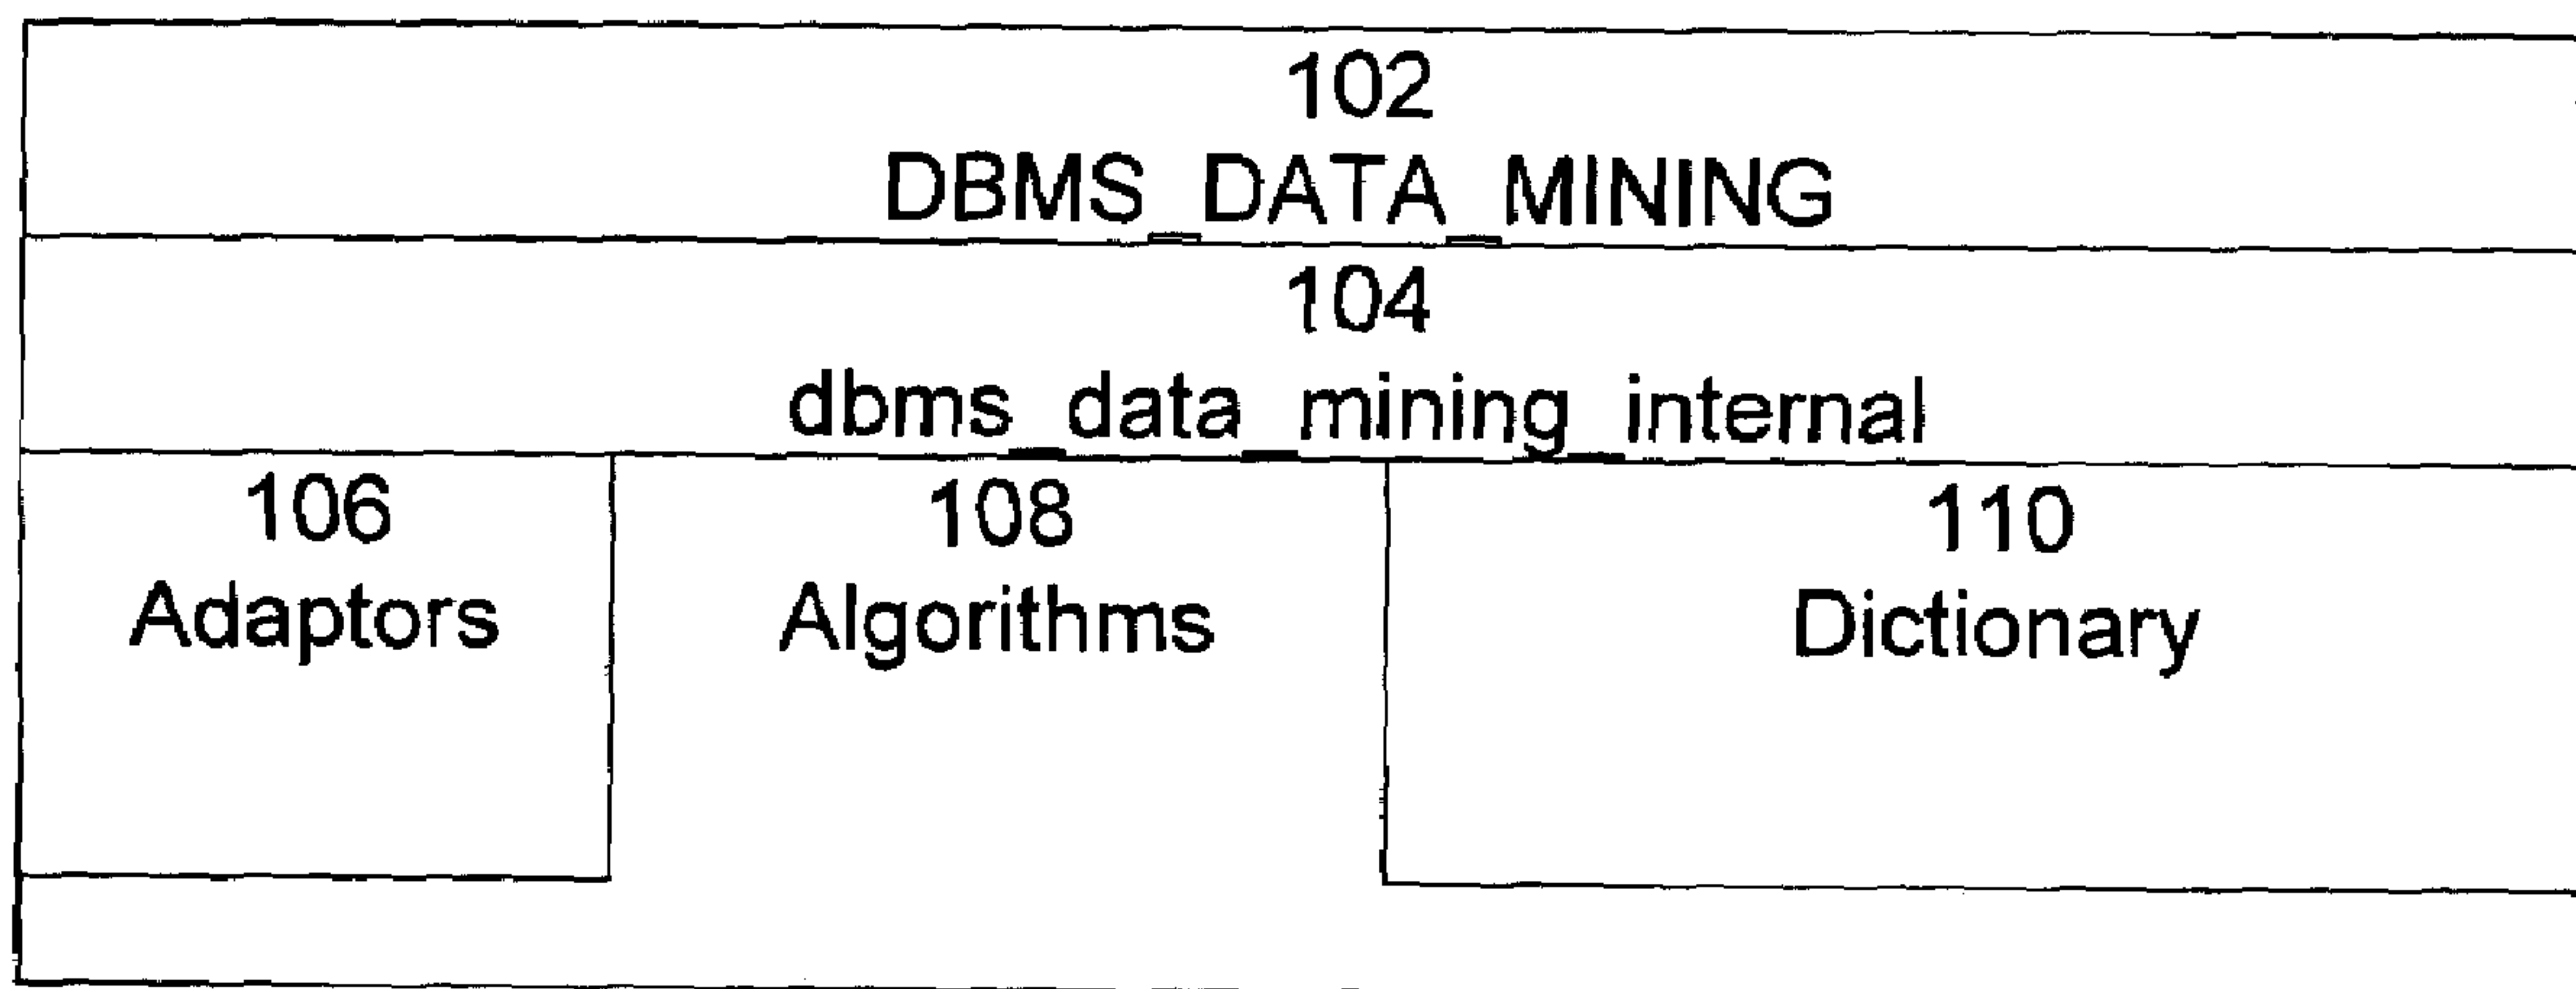 102
DBMS_DATA_MINING
104
dbms_data_mining_internal
106
Adaptors
108
Algorithms
110
Dictionary